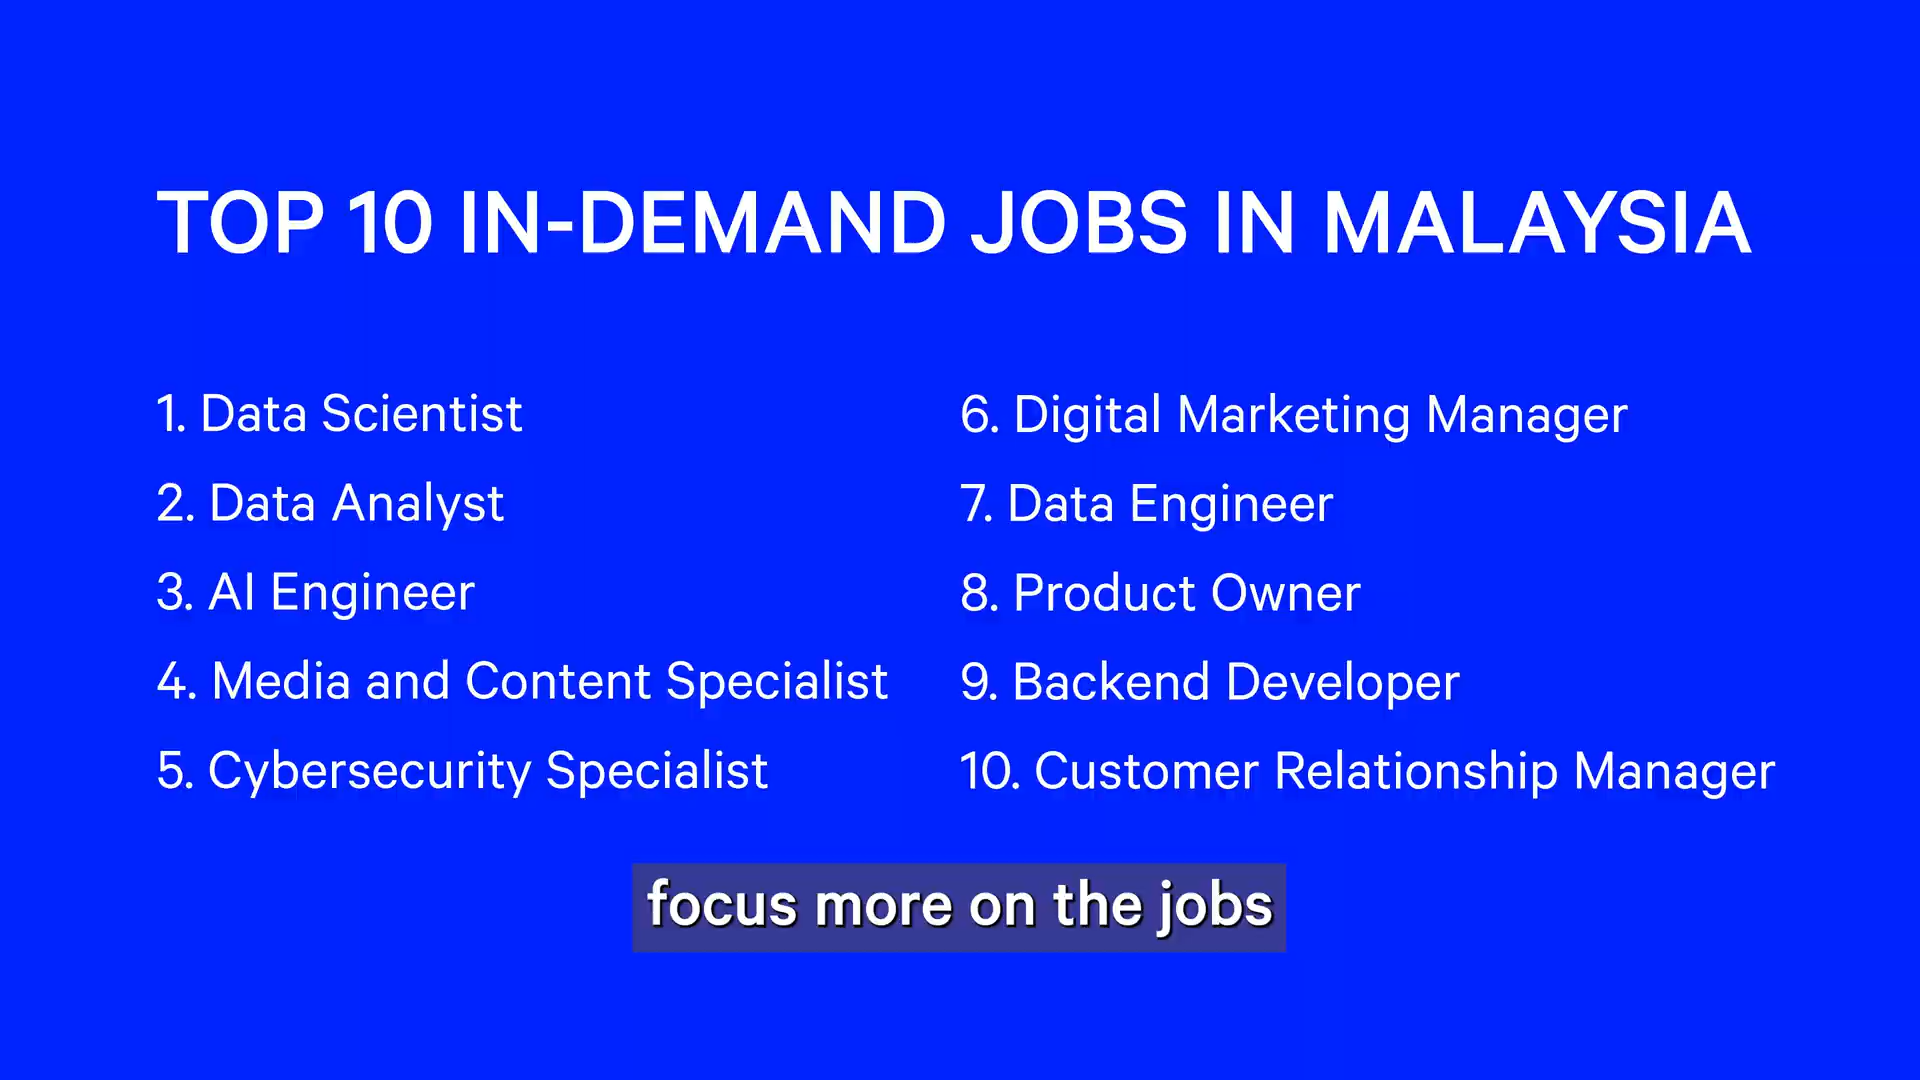 TOP 10 IN-DEMAND JOBS IN MALAYSIA
1. Data Scientist
2. Data Analyst
3. AI Engineer
4. Media and Content Specialist
5. Cybersecurity Specialist
6. Digital Marketing Manager
7. Data Engineer
8. Product Owner
9. Backend Developer
10. Customer Relationship Manager
focus more on the jobs